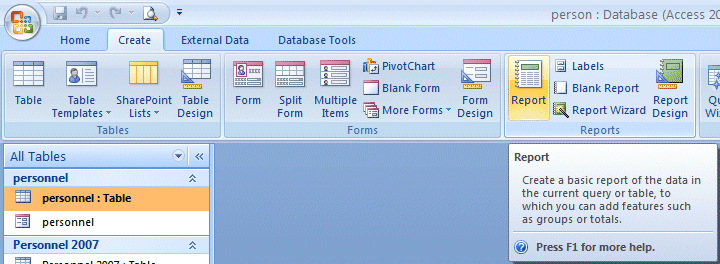 person : Database (Access 20
Home Create External Data Database Tools
Table
Table Templates
SharePoint Lists
Table Design
Tables
Form
Split Form
Multiple Items
PivotChart
Blank Form
More Forms
Form Design
Forms
Report
Labels
Blank Report
Report Wizard
Report Design
Reports
All Tables
personnel
personnel : Table
personnel
Personnel 2007
Personnel 2007 : Table
Report
Create a basic report of the data in
the current query or table, to
which you can add features such
as groups or totals.
Press F1 for more help.